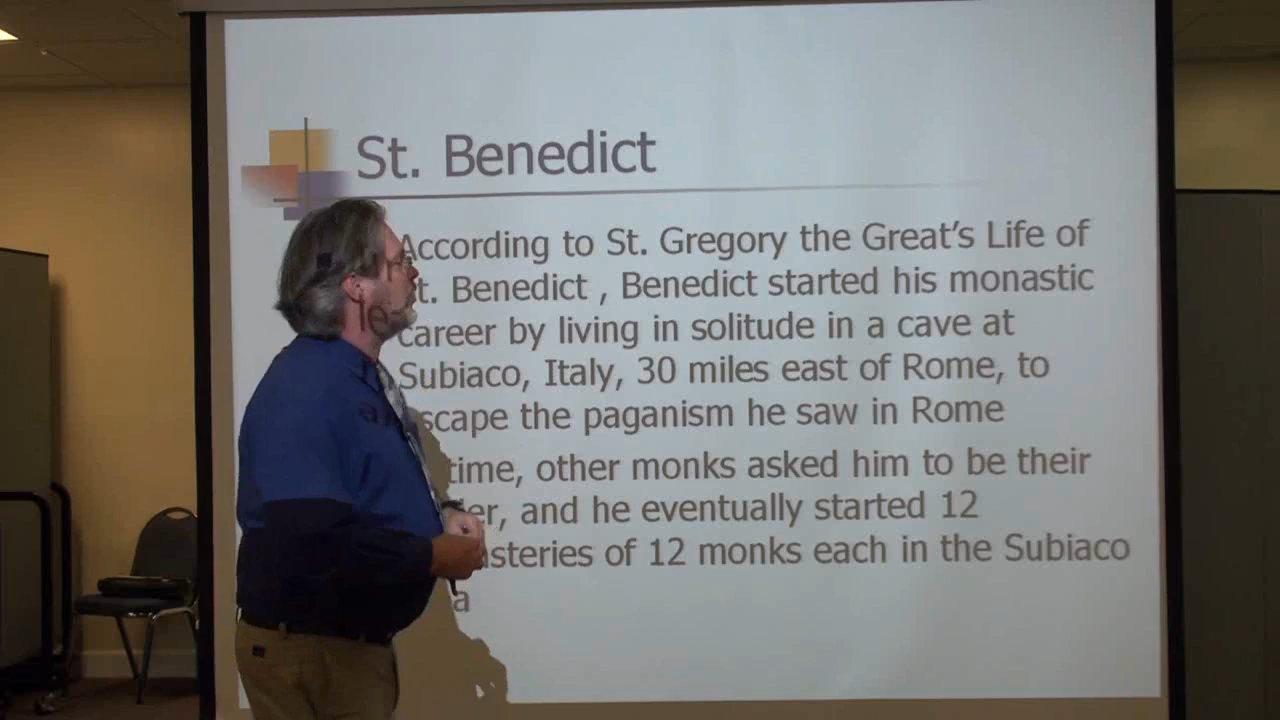 St. Benedict
According to St. Gregory the Great's Life of
St. Benedict , Benedict started his monastic
career by living in solitude in a cave at
Subiaco, Italy, 30 miles east of Rome, to
escape the paganism he saw in Rome
time, other monks asked him to be their
and he eventually started 12
of 12 monks each in the Subiaco